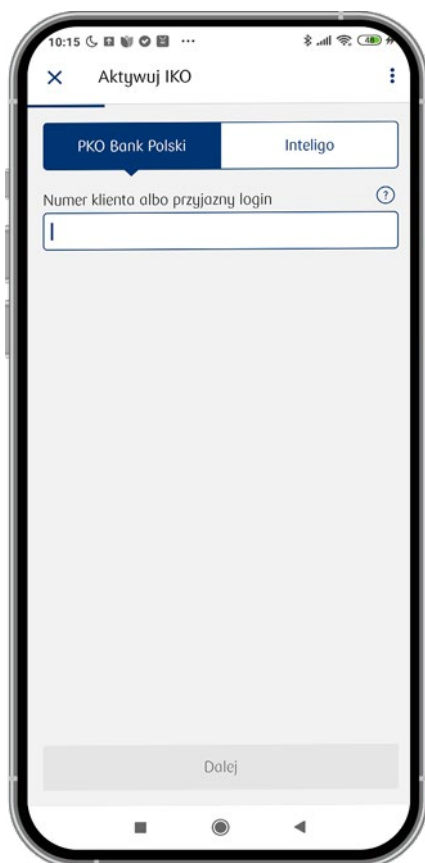 10:15
Aktywuj IKO
PKO Bank Polski
Inteligo
Numer klienta albo przyjazny login
Dalej